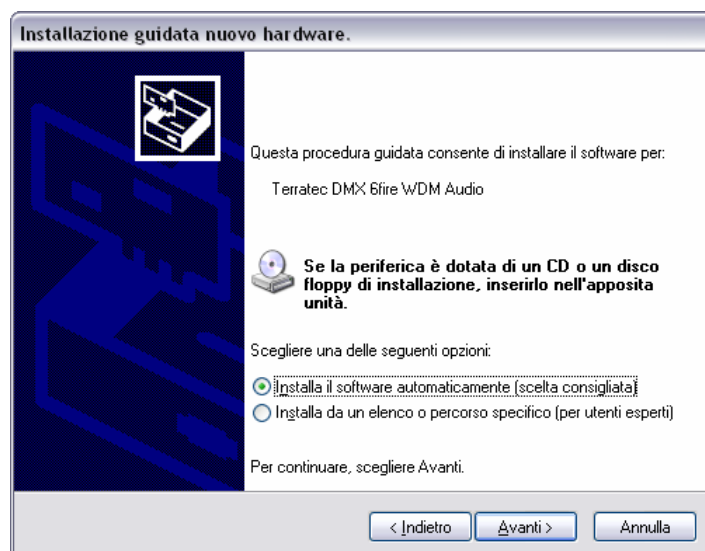 Installazione guidata nuovo hardware.
Questa procedura guidata consente di installare il software per:
Terratec DMX 6fire WDM Audio
Se la periferica è dotata di un CD o un disco
floppy di installazione, inserirlo nell'apposita
unità.
Scegliere una delle seguenti opzioni:
Installa il software automaticamente (scelta consigliata)
Installa da un elenco o percorso specifico (per utenti esperti)
Per continuare, scegliere Avanti.
< Indietro Avanti > Annulla